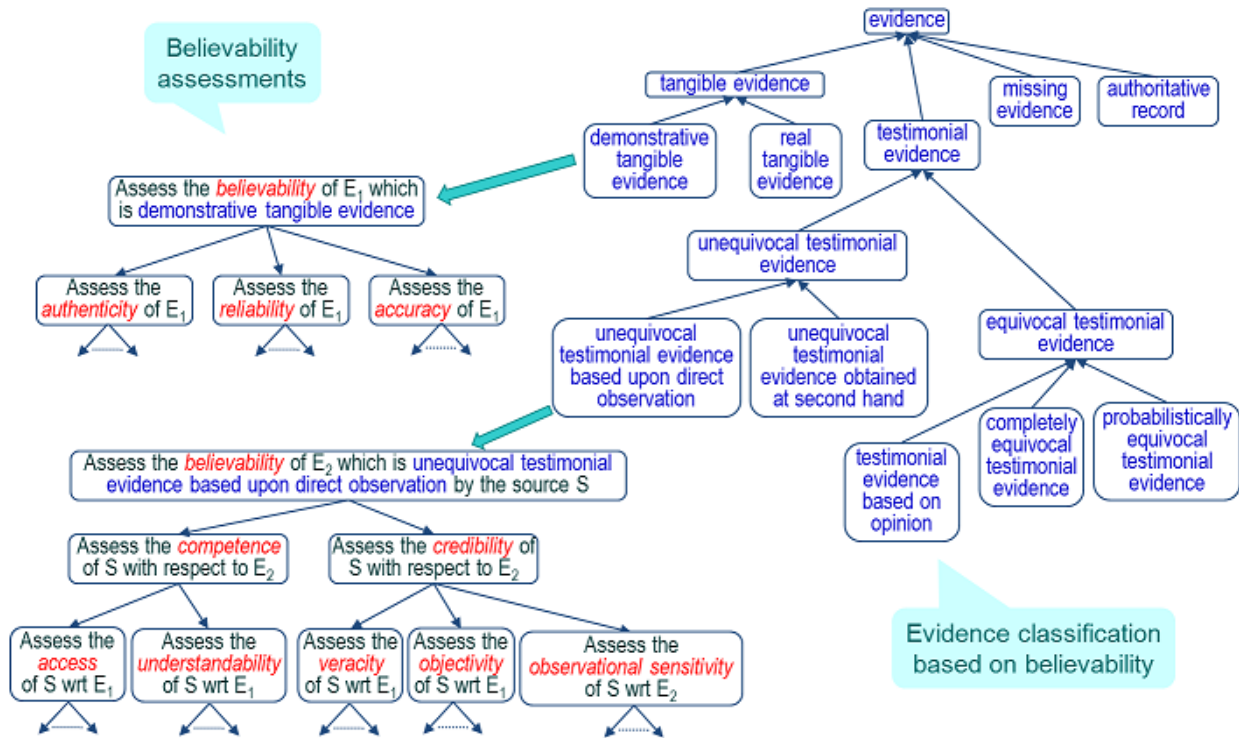 Believability
assessments
evidence
tangible evidence
missing
evidence
authoritative
record
demonstrative
tangible
evidence
real
tangible
evidence
testimonial
evidence
Assess the believability of E1 which
is demonstrative tangible evidence
unequivocal testimonial
evidence
Assess the
authenticity of E1
Assess the
reliability of E1
Assess the
accuracy of E1
unequivocal
testimonial evidence
based upon direct
observation
unequivocal
testimonial
evidence obtained
at second hand
equivocal testimonial
evidence
testimonial
evidence
based on
opinion
completely
equivocal
testimonial
evidence
probabilistically
equivocal
testimonial
evidence
Assess the believability of E2 which is unequivocal testimonial
evidence based upon direct observation by the source S
Assess the competence
of S with respect to E2
Assess the credibility of
S with respect to E2
Assess the
access
of S wrt E1
Assess the
understandability
of S wrt E1
Assess the
veracity
of S wrt E1
Assess the
objectivity
of S wrt E1
Assess the
observational sensitivity
of S wrt E2
Evidence classification
based on believability